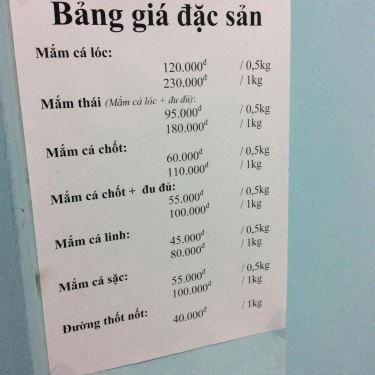 Bảng giá đặc sản
Mắm cá lóc:
120.000đ / 0,5kg
230.000đ / 1kg
Mắm thái (Mắm cá lóc + đu đủ):
95.000đ / 0,5kg
180.000đ / 1kg
Mắm cá chốt:
60.000đ / 0,5kg
110.000đ / 1kg
Mắm cá chốt + đu đủ:
55.000đ / 0,5kg
100.000đ / 1kg
Mắm cá linh:
45.000đ / 0,5kg
80.000đ / 1kg
Mắm cá sặc:
55.000đ / 0,5kg
100.000đ / 1kg
Đường thốt nốt:
40.000đ / 1kg